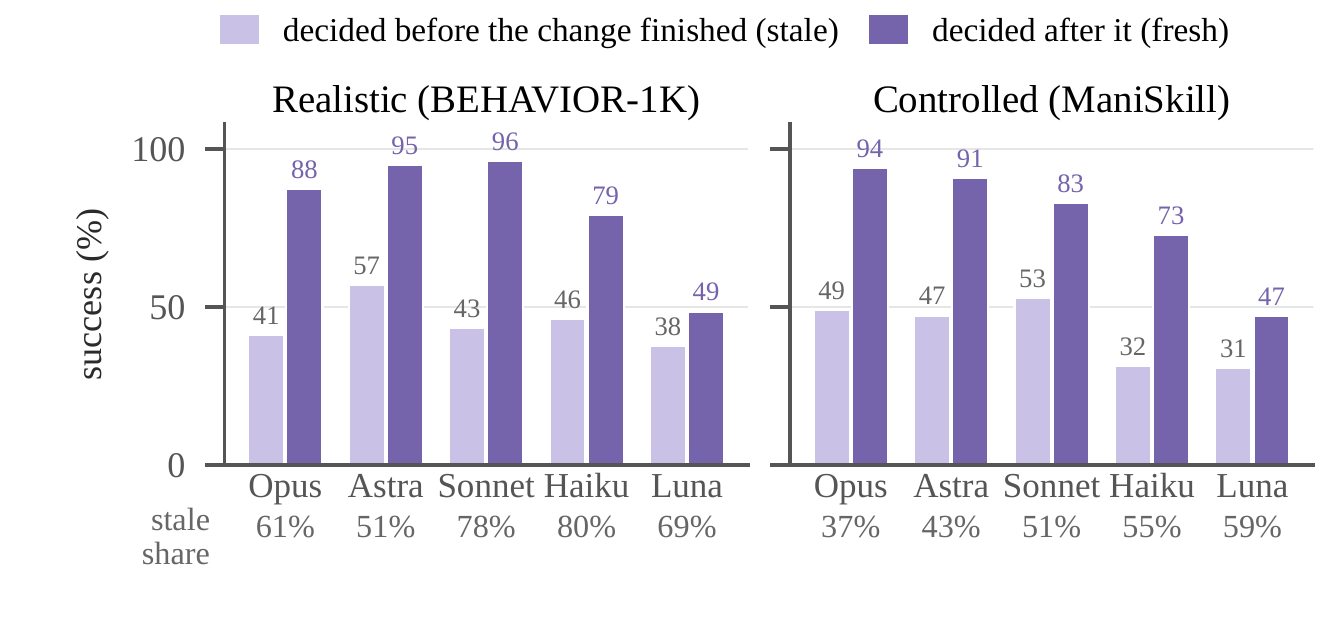 decided before the change finished (stale) decided after it (fresh)
Realistic (BEHAVIOR-1K)
Controlled (ManiSkill)
success (%)
100
50
0
41
88
57
95
43
96
46
79
38
49
49
94
47
91
53
83
32
73
31
47
Opus Astra Sonnet Haiku Luna
Opus Astra Sonnet Haiku Luna
stale
share
61% 51% 78% 80% 69%
37% 43% 51% 55% 59%